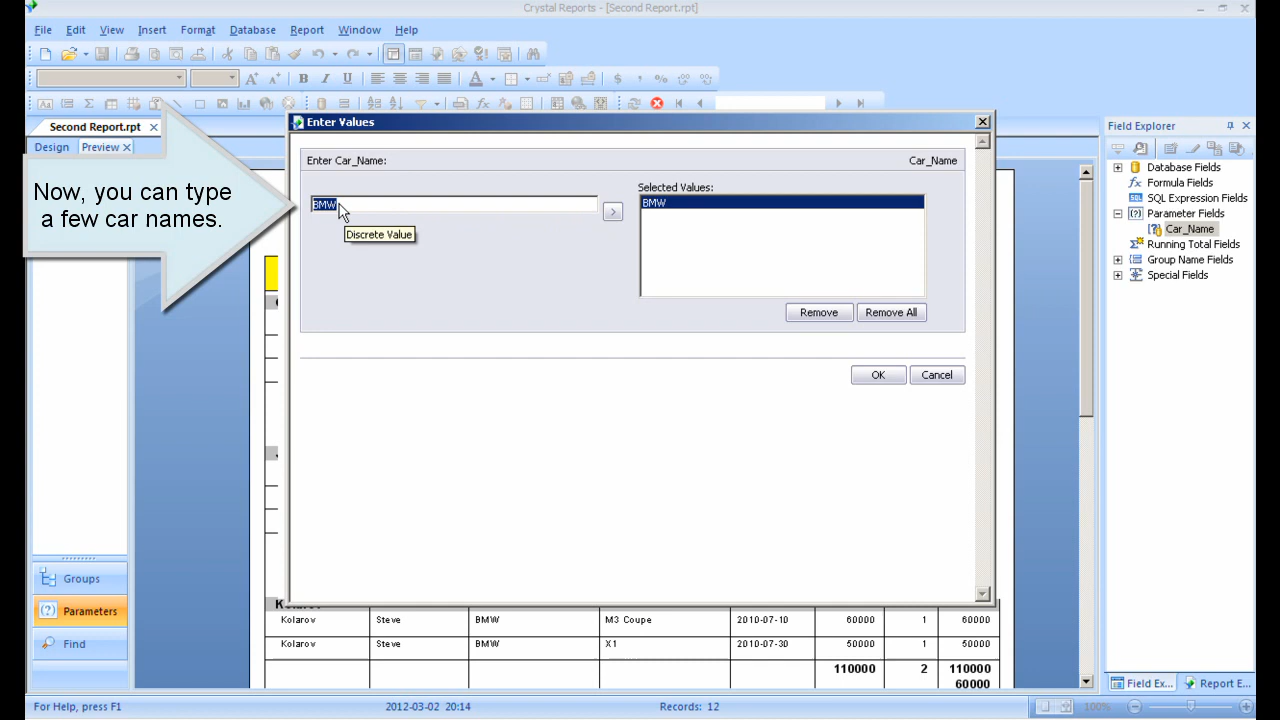 Crystal Reports - [Second Report.rpt]
File Edit View Insert Format Database Report Window Help
Second Report.rpt
Design Preview
Now, you can type
a few car names.
Enter Values
Enter Car_Name: Car_Name
BMW
Discrete Value
Selected Values:
BMW
Remove Remove All
OK Cancel
Field Explorer
Database Fields
Formula Fields
SQL Expression Fields
Parameter Fields
Car_Name
Running Total Fields
Group Name Fields
Special Fields
Groups
Parameters
Find
Kolarov Steve BMW M3 Coupe 2010-07-10 60000 1 60000
Kolarov Steve BMW X1 2010-07-30 50000 1 50000
110000 2 110000
60000
Field Ex... Report E...
For Help, press F1 2012-03-02 20:14 Records: 12 100%